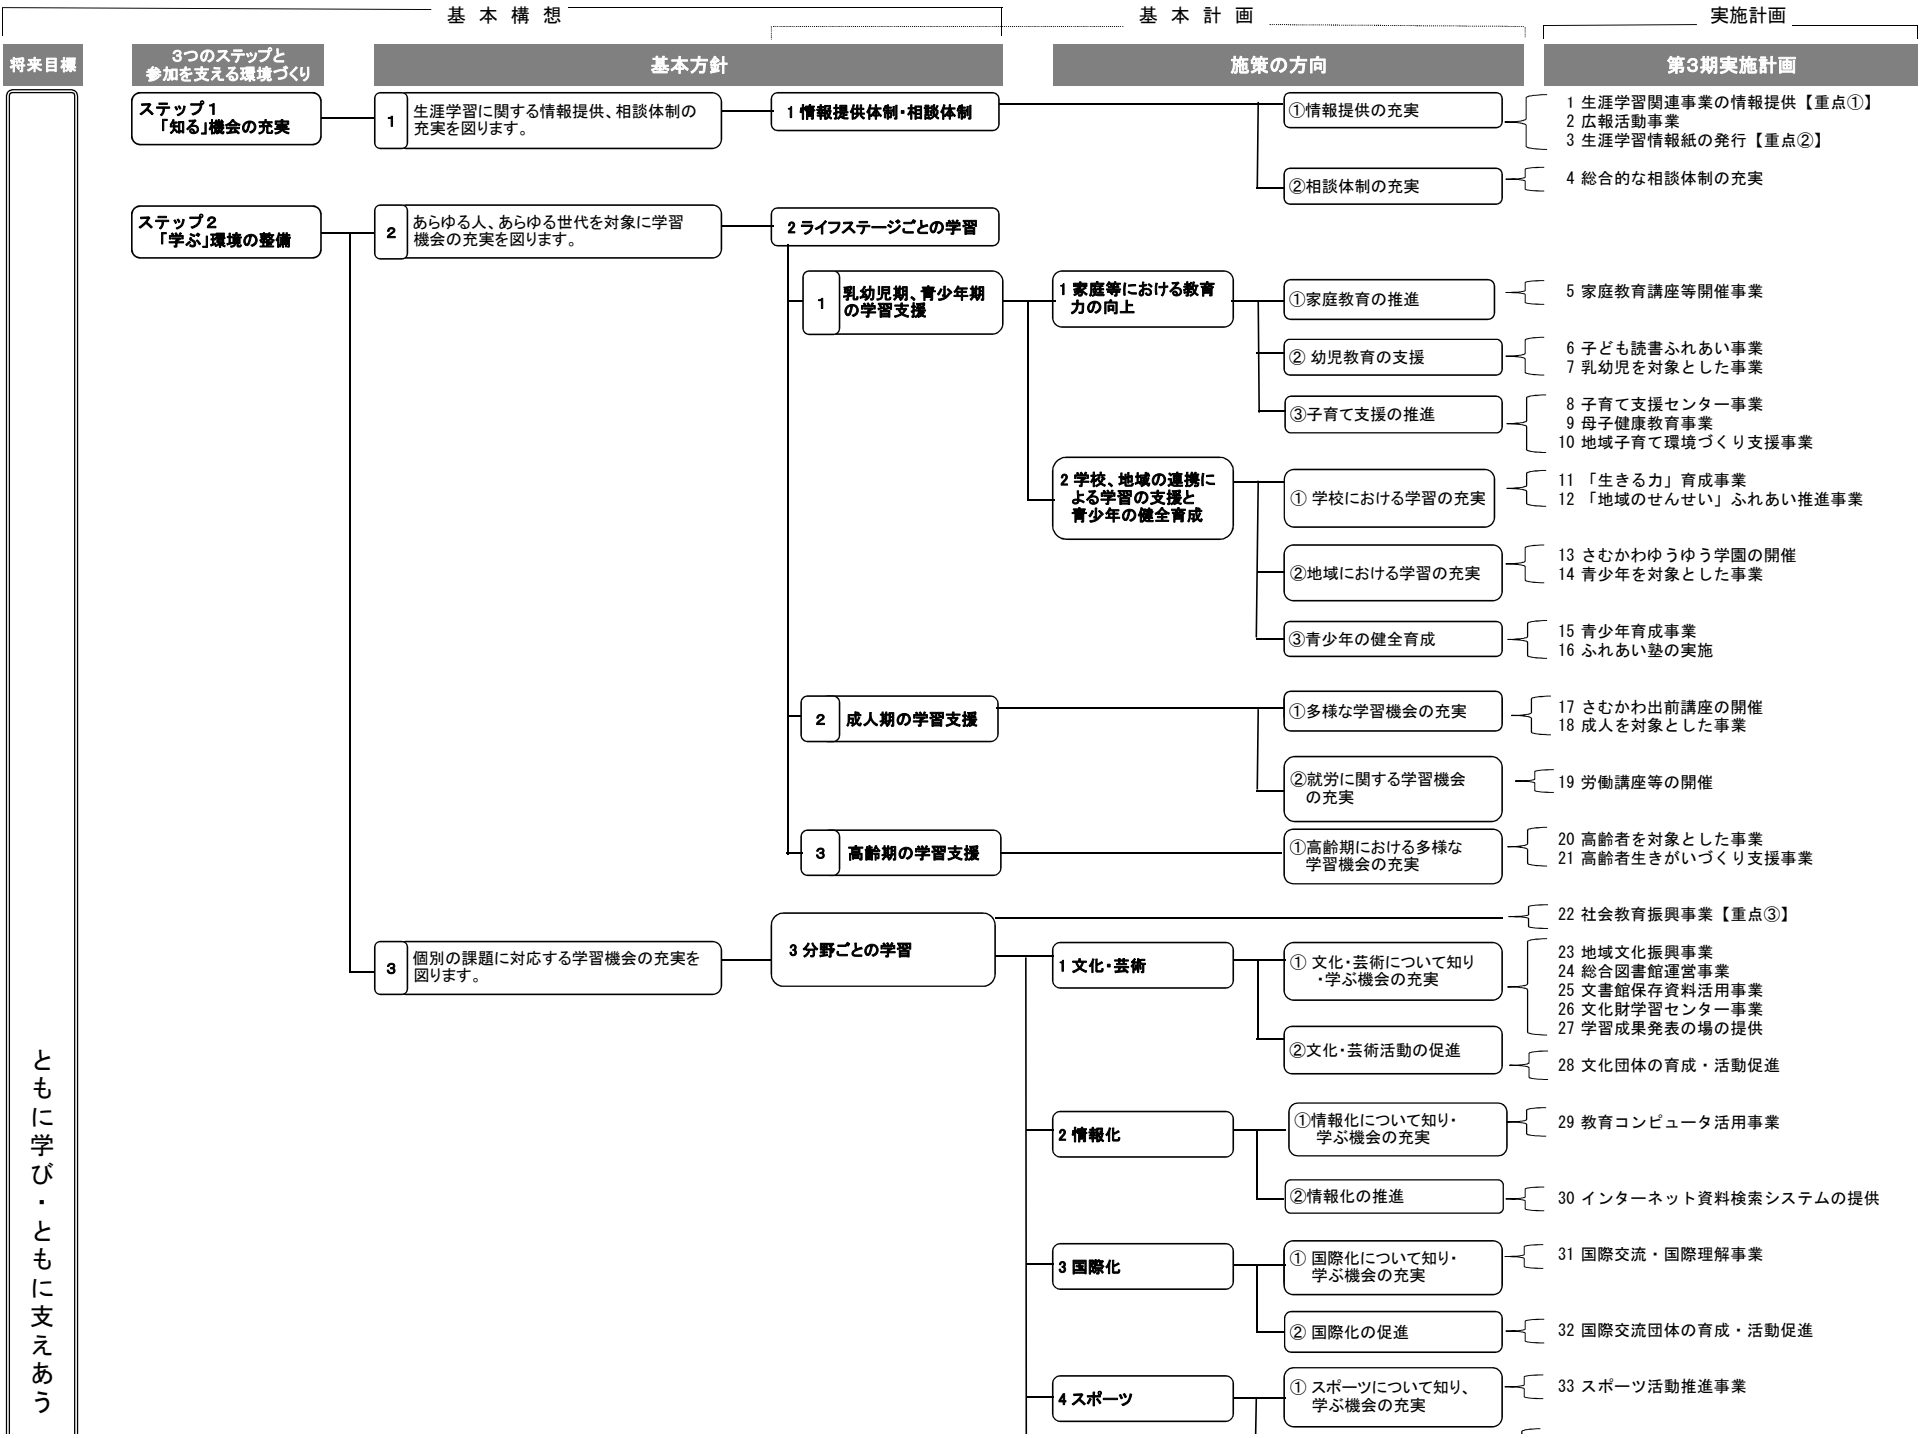 基 本 構 想
基 本 計 画
実施計画
将来目標
3つのステップと
参加を支える環境づくり
基本方針
施策の方向
第3期実施計画
ともに学び・ともに支えあう
ステップ1
「知る」機会の充実
1
生涯学習に関する情報提供、相談体制の
充実を図ります。
1 情報提供体制・相談体制
①情報提供の充実
1 生涯学習関連事業の情報提供【重点①】
2 広報活動事業
3 生涯学習情報紙の発行【重点②】
②相談体制の充実
4 総合的な相談体制の充実
ステップ2
「学ぶ」環境の整備
2
あらゆる人、あらゆる世代を対象に学習
機会の充実を図ります。
2 ライフステージごとの学習
1
乳幼児期、青少年期
の学習支援
1 家庭等における教育
力の向上
①家庭教育の推進
5 家庭教育講座等開催事業
② 幼児教育の支援
6 子ども読書ふれあい事業
7 乳幼児を対象とした事業
③子育て支援の推進
8 子育て支援センター事業
9 母子健康教育事業
10 地域子育て環境づくり支援事業
2 学校、地域の連携に
よる学習の支援と
青少年の健全育成
① 学校における学習の充実
11 「生きる力」育成事業
12 「地域のせんせい」ふれあい推進事業
②地域における学習の充実
13 さむかわゆうゆう学園の開催
14 青少年を対象とした事業
③青少年の健全育成
15 青少年育成事業
16 ふれあい塾の実施
2
成人期の学習支援
①多様な学習機会の充実
17 さむかわ出前講座の開催
18 成人を対象とした事業
②就労に関する学習機会
の充実
19 労働講座等の開催
3
高齢期の学習支援
①高齢期における多様な
学習機会の充実
20 高齢者を対象とした事業
21 高齢者生きがいづくり支援事業
3
個別の課題に対応する学習機会の充実を
図ります。
3 分野ごとの学習
22 社会教育振興事業【重点③】
1 文化・芸術
① 文化・芸術について知り
・学ぶ機会の充実
23 地域文化振興事業
24 総合図書館運営事業
25 文書館保存資料活用事業
26 文化財学習センター事業
27 学習成果発表の場の提供
②文化・芸術活動の促進
28 文化団体の育成・活動促進
2 情報化
①情報化について知り・
学ぶ機会の充実
29 教育コンピュータ活用事業
②情報化の推進
30 インターネット資料検索システムの提供
3 国際化
① 国際化について知り・
学ぶ機会の充実
31 国際交流・国際理解事業
② 国際化の促進
32 国際交流団体の育成・活動促進
4 スポーツ
① スポーツについて知り、
学ぶ機会の充実
33 スポーツ活動推進事業